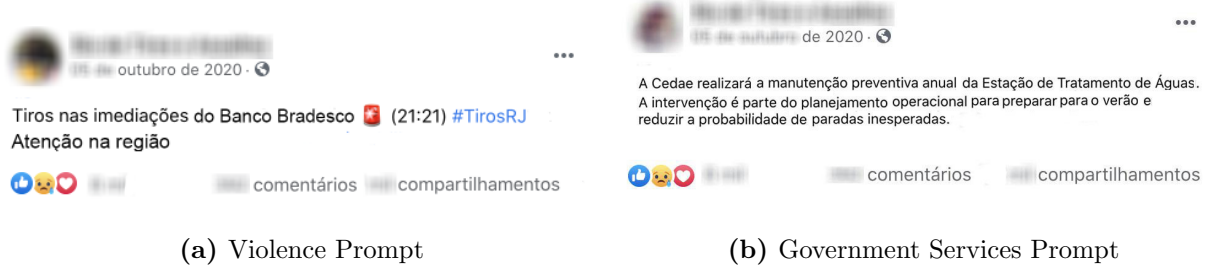 outubro de 2020 ·
•••
Tiros nas imediações do Banco Bradesco 🚨 (21:21) #TirosRJ
Atenção na região
comentários
compartilhamentos
(a) Violence Prompt
de 2020 ·
•••
A Cedae realizará a manutenção preventiva anual da Estação de Tratamento de Águas.
A intervenção é parte do planejamento operacional para preparar para o verão e
reduzir a probabilidade de paradas inesperadas.
comentários
compartilhamentos
(b) Government Services Prompt